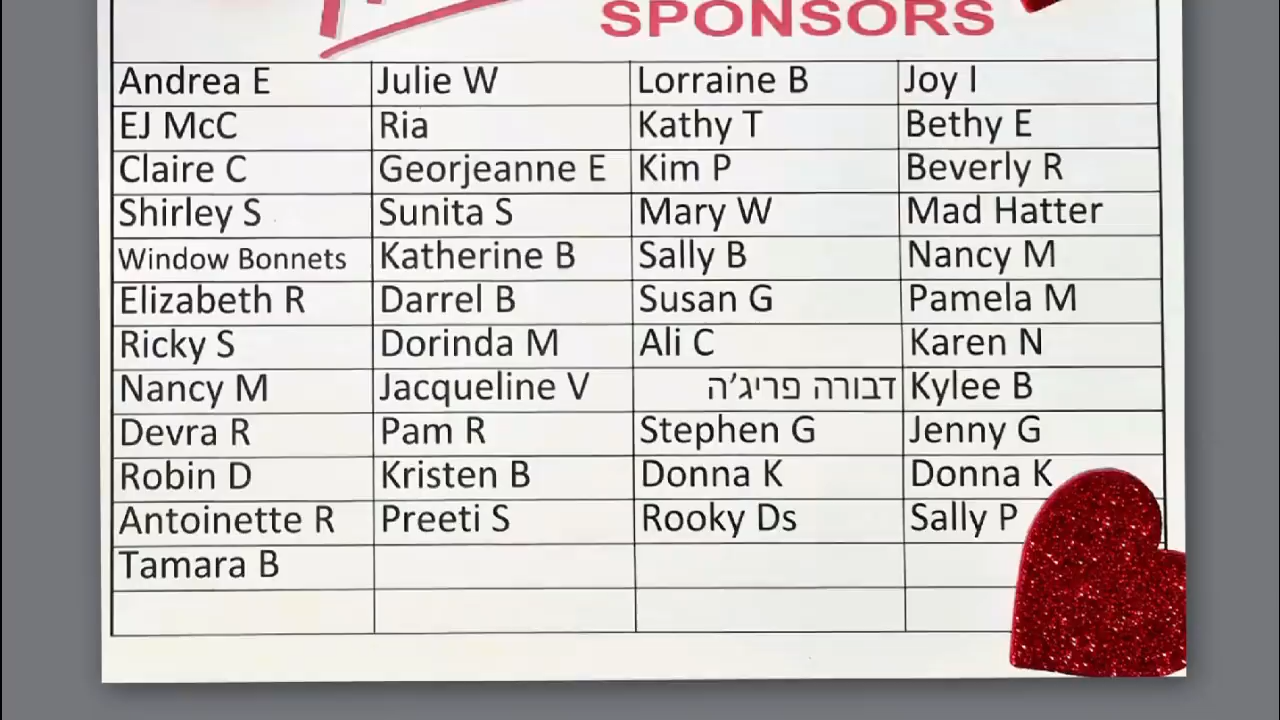 SPONSORS
Andrea E Julie W Lorraine B Joy I
EJ McC Ria Kathy T Bethy E
Claire C Georjeanne E Kim P Beverly R
Shirley S Sunita S Mary W Mad Hatter
Window Bonnets Katherine B Sally B Nancy M
Elizabeth R Darrel B Susan G Pamela M
Ricky S Dorinda M Ali C Karen N
Nancy M Jacqueline V דבורה פריג'ה Kylee B
Devra R Pam R Stephen G Jenny G
Robin D Kristen B Donna K Donna K
Antoinette R Preeti S Rooky Ds Sally P
Tamara B